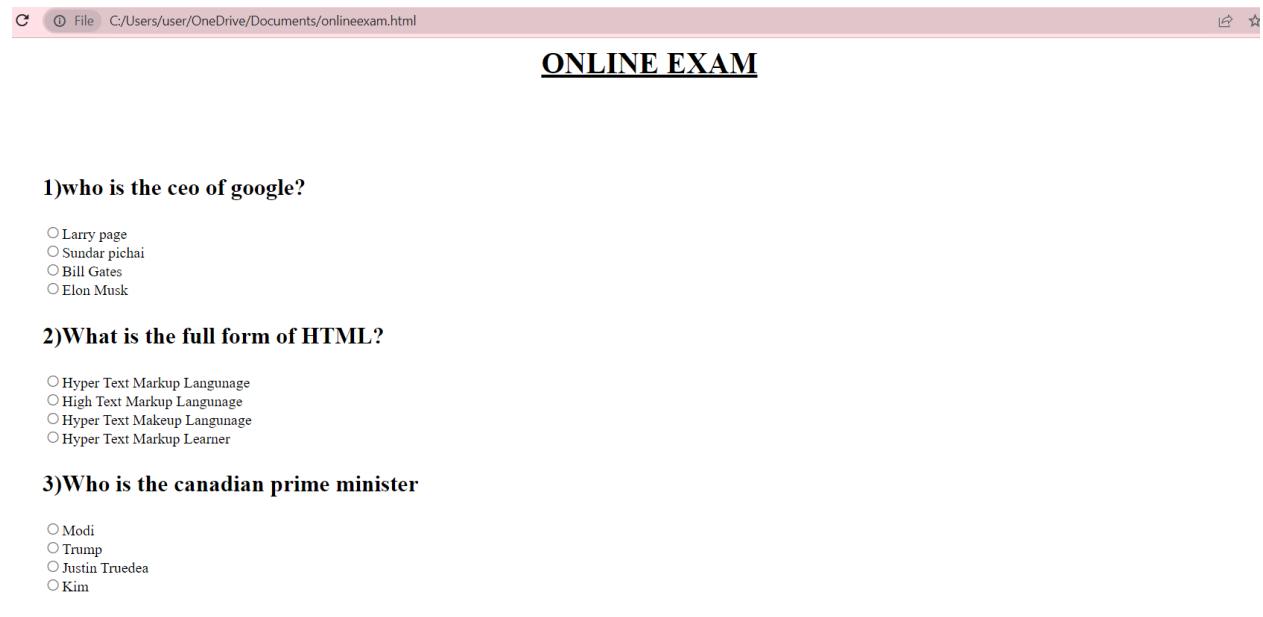 File C:/Users/user/OneDrive/Documents/onlineexam.html
ONLINE EXAM
1)who is the ceo of google?
Larry page
Sundar pichai
Bill Gates
Elon Musk
2)What is the full form of HTML?
Hyper Text Markup Langunage
High Text Markup Langunage
Hyper Text Makeup Langunage
Hyper Text Markup Learner
3)Who is the canadian prime minister
Modi
Trump
Justin Truedea
Kim